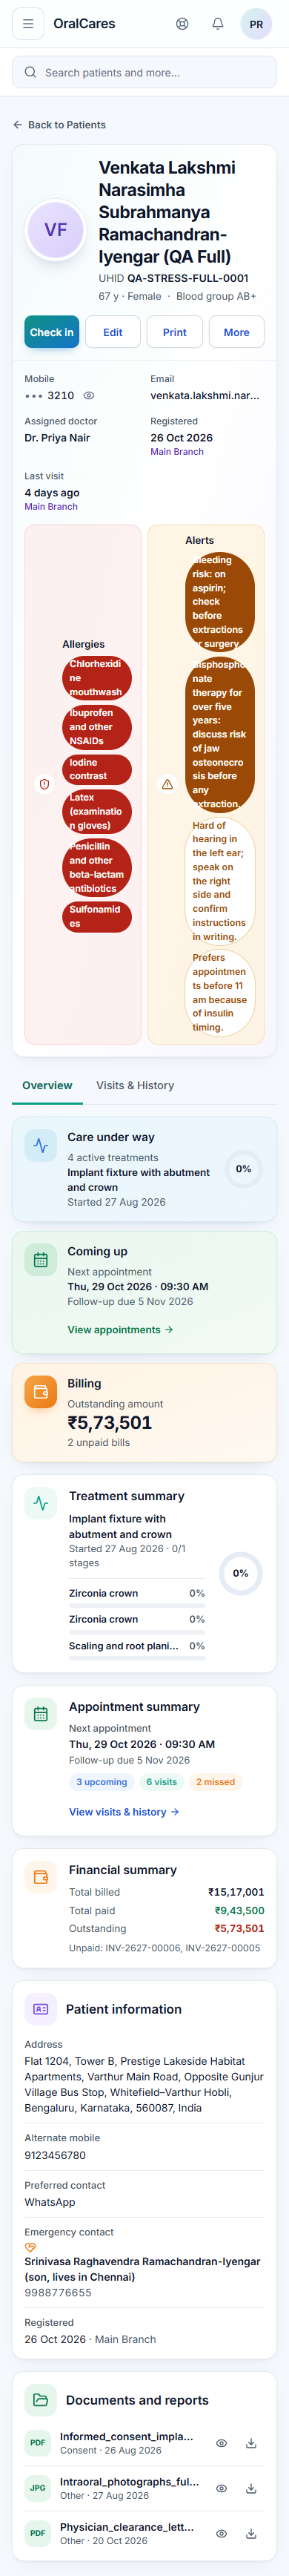 OralCares
PR
Search patients and more...
Back to Patients
VF
Venkata Lakshmi
Narasimha
Subrahmanya
Ramachandran-
Iyengar (QA Full)
UHID QA-STRESS-FULL-0001
67 y · Female · Blood group AB+
Check in
Edit
Print
More
Mobile
••• 3210
Email
venkata.lakshmi.nar...
Assigned doctor
Dr. Priya Nair
Registered
26 Oct 2026
Main Branch
Last visit
4 days ago
Main Branch
Allergies
Chlorhexidi
ne
mouthwash
Ibuprofen
and other
NSAIDs
Iodine
contrast
Latex
(examinatio
n gloves)
Penicillin
and other
beta-lactam
antibiotics
Sulfonamid
es
Alerts
Bleeding
risk: on
aspirin;
check
before
extractions
or surgery
Bisphospho
nate
therapy for
over five
years:
discuss risk
of jaw
osteonecro
sis before
any
extraction.
Hard of
hearing in
the left ear;
speak on
the right
side and
confirm
instructions
in writing.
Prefers
appointmen
ts before 11
am because
of insulin
timing.
Overview
Visits & History
Care under way
4 active treatments
Implant fixture with abutment
and crown
Started 27 Aug 2026
0%
Coming up
Next appointment
Thu, 29 Oct 2026 · 09:30 AM
Follow-up due 5 Nov 2026
View appointments →
Billing
Outstanding amount
₹5,73,501
2 unpaid bills
Treatment summary
Implant fixture with
abutment and crown
Started 27 Aug 2026 · 0/1
stages
0%
Zirconia crown 0%
Zirconia crown 0%
Scaling and root plani... 0%
Appointment summary
Next appointment
Thu, 29 Oct 2026 · 09:30 AM
Follow-up due 5 Nov 2026
3 upcoming
6 visits
2 missed
View visits & history →
Financial summary
Total billed ₹15,17,001
Total paid ₹9,43,500
Outstanding ₹5,73,501
Unpaid: INV-2627-00006, INV-2627-00005
Patient information
Address
Flat 1204, Tower B, Prestige Lakeside Habitat
Apartments, Varthur Main Road, Opposite Gunjur
Village Bus Stop, Whitefield–Varthur Hobli,
Bengaluru, Karnataka, 560087, India
Alternate mobile
9123456780
Preferred contact
WhatsApp
Emergency contact
Srinivasa Raghavendra Ramachandran-Iyengar
(son, lives in Chennai)
9988776655
Registered
26 Oct 2026 · Main Branch
Documents and reports
PDF
Informed_consent_impla...
Consent · 26 Aug 2026
JPG
Intraoral_photographs_ful...
Other · 27 Aug 2026
PDF
Physician_clearance_lett...
Other · 20 Oct 2026